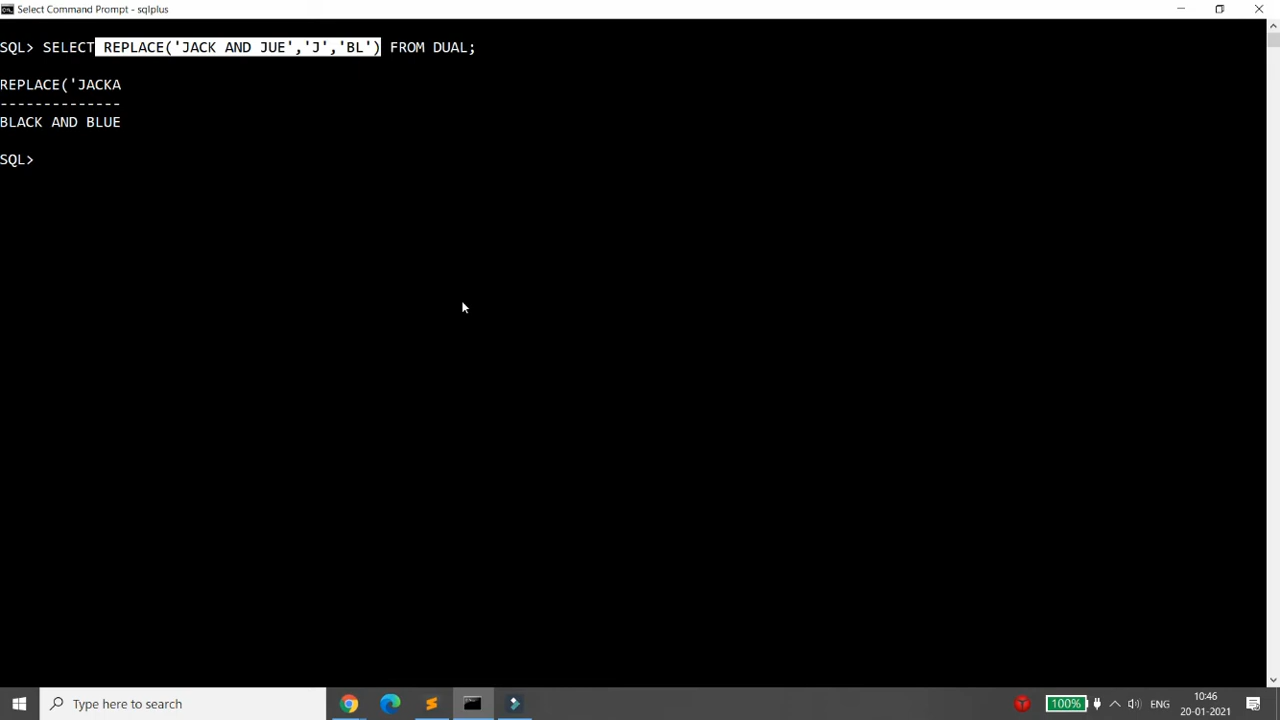 Select Command Prompt - sqlplus
SQL> SELECT REPLACE('JACK AND JUE','J','BL') FROM DUAL;
REPLACE('JACKA
--------------
BLACK AND BLUE
SQL>
Type here to search
100%
ENG
10:46
20-01-2021